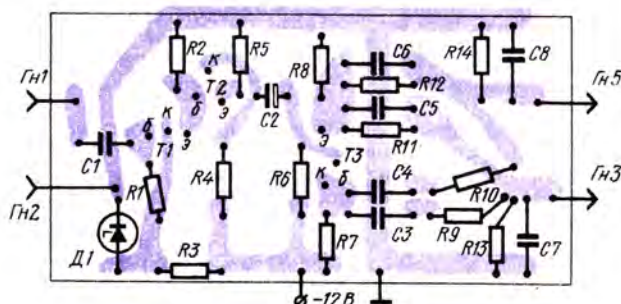 R2
R5
R8
C6
R14
C8
К
Т2
R12
Гн1
Гн5
б
э
C2
C5
К
б
э
э
R11
Т1
Т3
C1
R1
R4
R6
К
б
C4
R10
Гн3
Гн2
R9
C3
R13
C7
Д1
R3
R7
-12 В